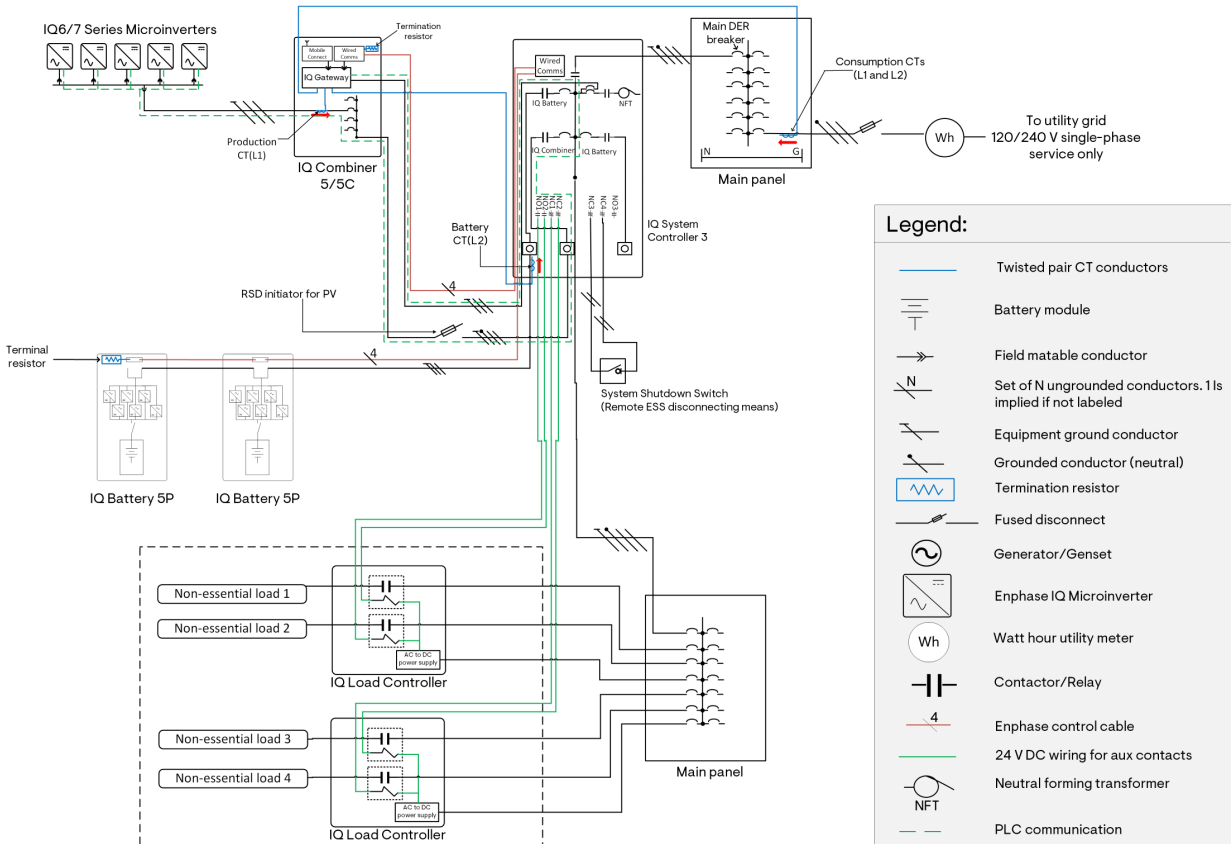 IQ6/7 Series Microinverters
Termination
resistor
Mobile
Connect
Wired
Comms
IQ Gateway
Production
CT(L1)
IQ Combiner
5/5C
Wired
Comms
IQ Battery
NFT
IQ Combiner
IQ Battery
NO1
NO2
NC1
NC2
NC3
NC4
NO3
IQ System
Controller 3
Battery
CT(L2)
Main DER
breaker
Consumption CTs
(L1 and L2)
N
G
Main panel
Wh
To utility grid
120/240 V single-phase
service only
4
RSD initiator for PV
Terminal
resistor
4
System Shutdown Switch
(Remote ESS disconnecting means)
IQ Battery 5P
IQ Battery 5P
Non-essential load 1
Non-essential load 2
AC to DC
power supply
IQ Load Controller
Non-essential load 3
Non-essential load 4
AC to DC
power supply
IQ Load Controller
Main panel
Legend:
Twisted pair CT conductors
Battery module
Field matable conductor
N
Set of N ungrounded conductors. 1 Is
implied if not labeled
Equipment ground conductor
Grounded conductor (neutral)
Termination resistor
Fused disconnect
Generator/Genset
Enphase IQ Microinverter
Wh
Watt hour utility meter
Contactor/Relay
4
Enphase control cable
24 V DC wiring for aux contacts
NFT
Neutral forming transformer
PLC communication